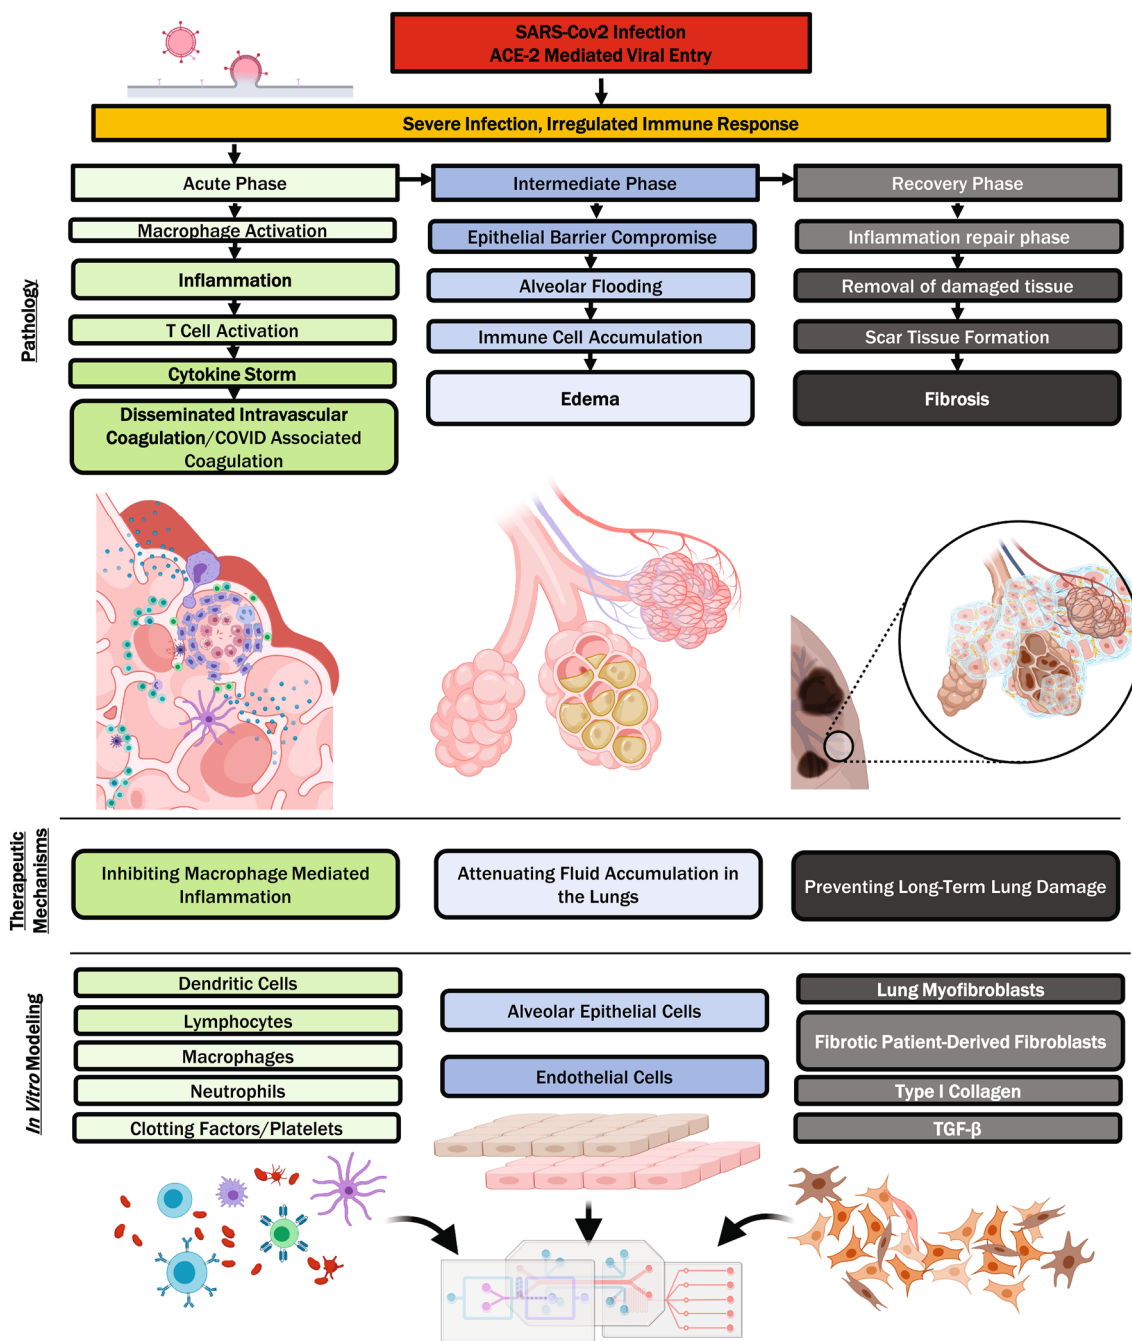 SARS-Cov2 Infection
ACE-2 Mediated Viral Entry
Severe Infection, Irregulated Immune Response
Pathology
Acute Phase
Macrophage Activation
Inflammation
T Cell Activation
Cytokine Storm
Disseminated Intravascular
Coagulation/COVID Associated
Coagulation
Intermediate Phase
Epithelial Barrier Compromise
Alveolar Flooding
Immune Cell Accumulation
Edema
Recovery Phase
Inflammation repair phase
Removal of damaged tissue
Scar Tissue Formation
Fibrosis
Therapeutic
Mechanisms
Inhibiting Macrophage Mediated
Inflammation
Attenuating Fluid Accumulation in
the Lungs
Preventing Long-Term Lung Damage
In Vitro Modeling
Dendritic Cells
Lymphocytes
Macrophages
Neutrophils
Clotting Factors/Platelets
Alveolar Epithelial Cells
Endothelial Cells
Lung Myofibroblasts
Fibrotic Patient-Derived Fibroblasts
Type I Collagen
TGF-β